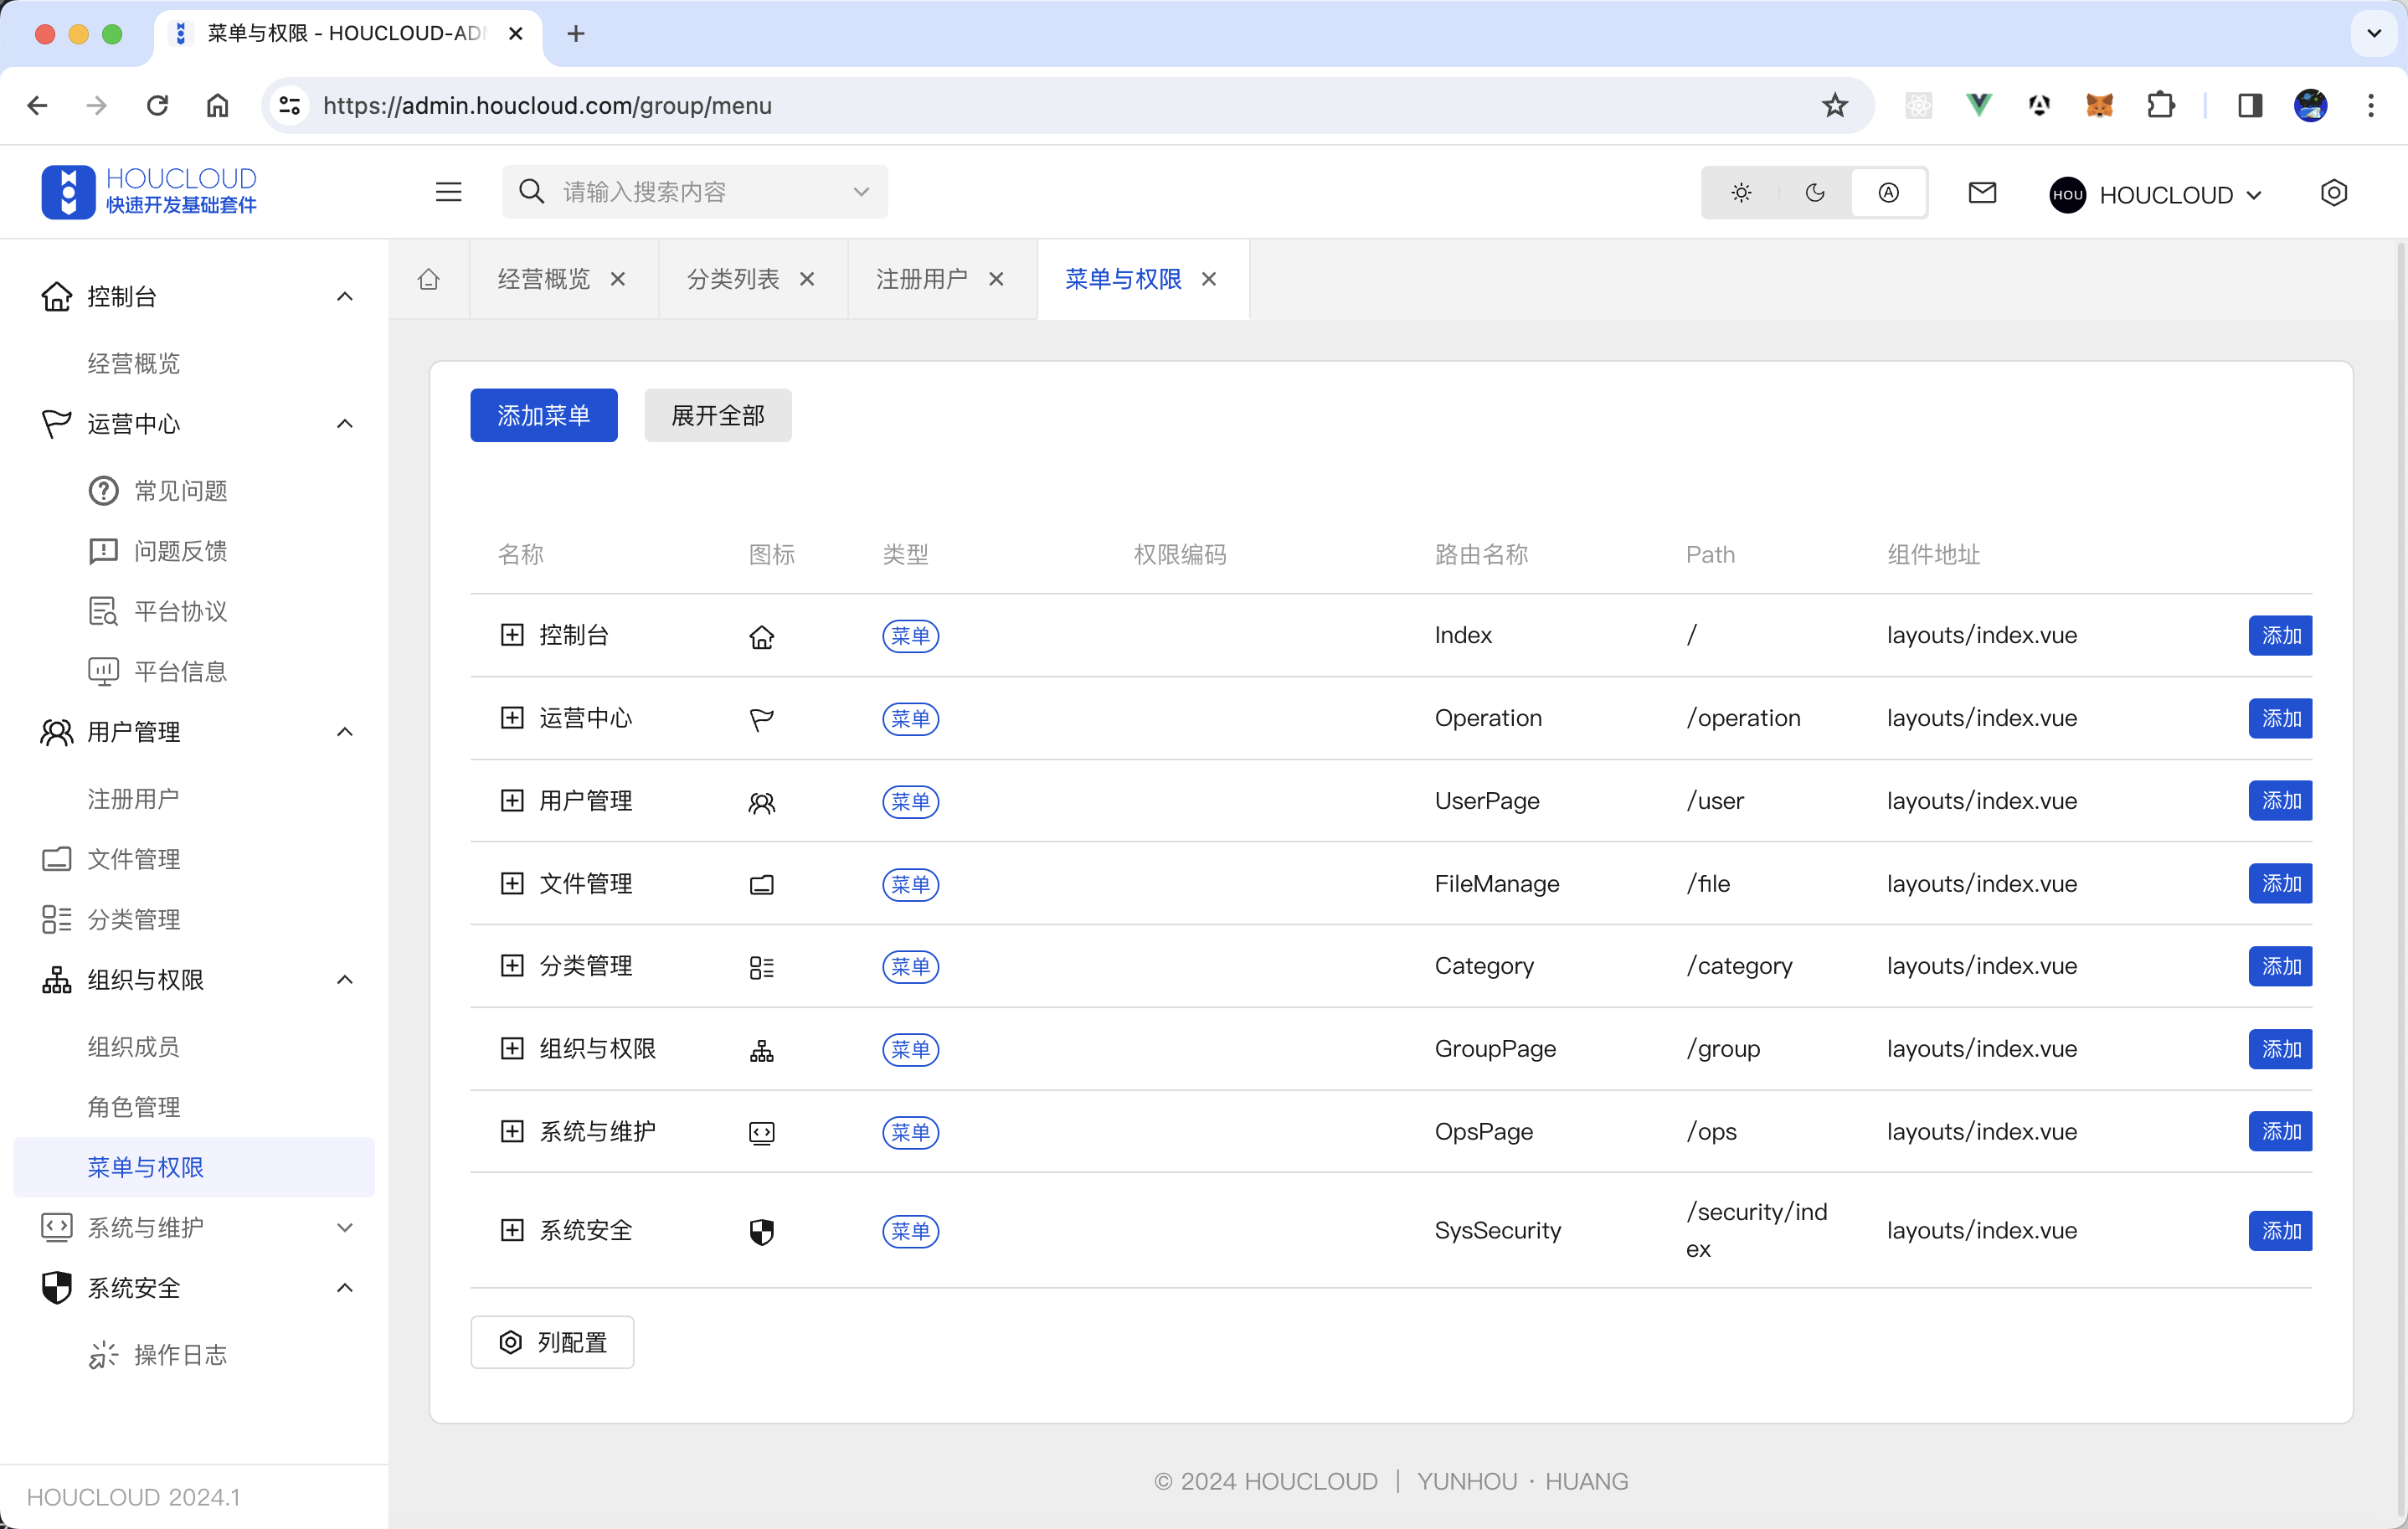 菜单与权限 - HOUCLOUD-AD
https://admin.houcloud.com/group/menu
HOUCLOUD
快速开发基础套件
请输入搜索内容
A
HOU
HOUCLOUD
控制台
经营概览
运营中心
常见问题
问题反馈
平台协议
平台信息
用户管理
注册用户
文件管理
分类管理
组织与权限
组织成员
角色管理
菜单与权限
系统与维护
系统安全
操作日志
HOUCLOUD 2024.1
经营概览
分类列表
注册用户
菜单与权限
添加菜单
展开全部
名称 图标 类型 权限编码 路由名称 Path 组件地址
控制台 菜单 Index / layouts/index.vue 添加
运营中心 菜单 Operation /operation layouts/index.vue 添加
用户管理 菜单 UserPage /user layouts/index.vue 添加
文件管理 菜单 FileManage /file layouts/index.vue 添加
分类管理 菜单 Category /category layouts/index.vue 添加
组织与权限 菜单 GroupPage /group layouts/index.vue 添加
系统与维护 菜单 OpsPage /ops layouts/index.vue 添加
系统安全 菜单 SysSecurity /security/ind
ex layouts/index.vue 添加
列配置
© 2024 HOUCLOUD | YUNHOU · HUANG